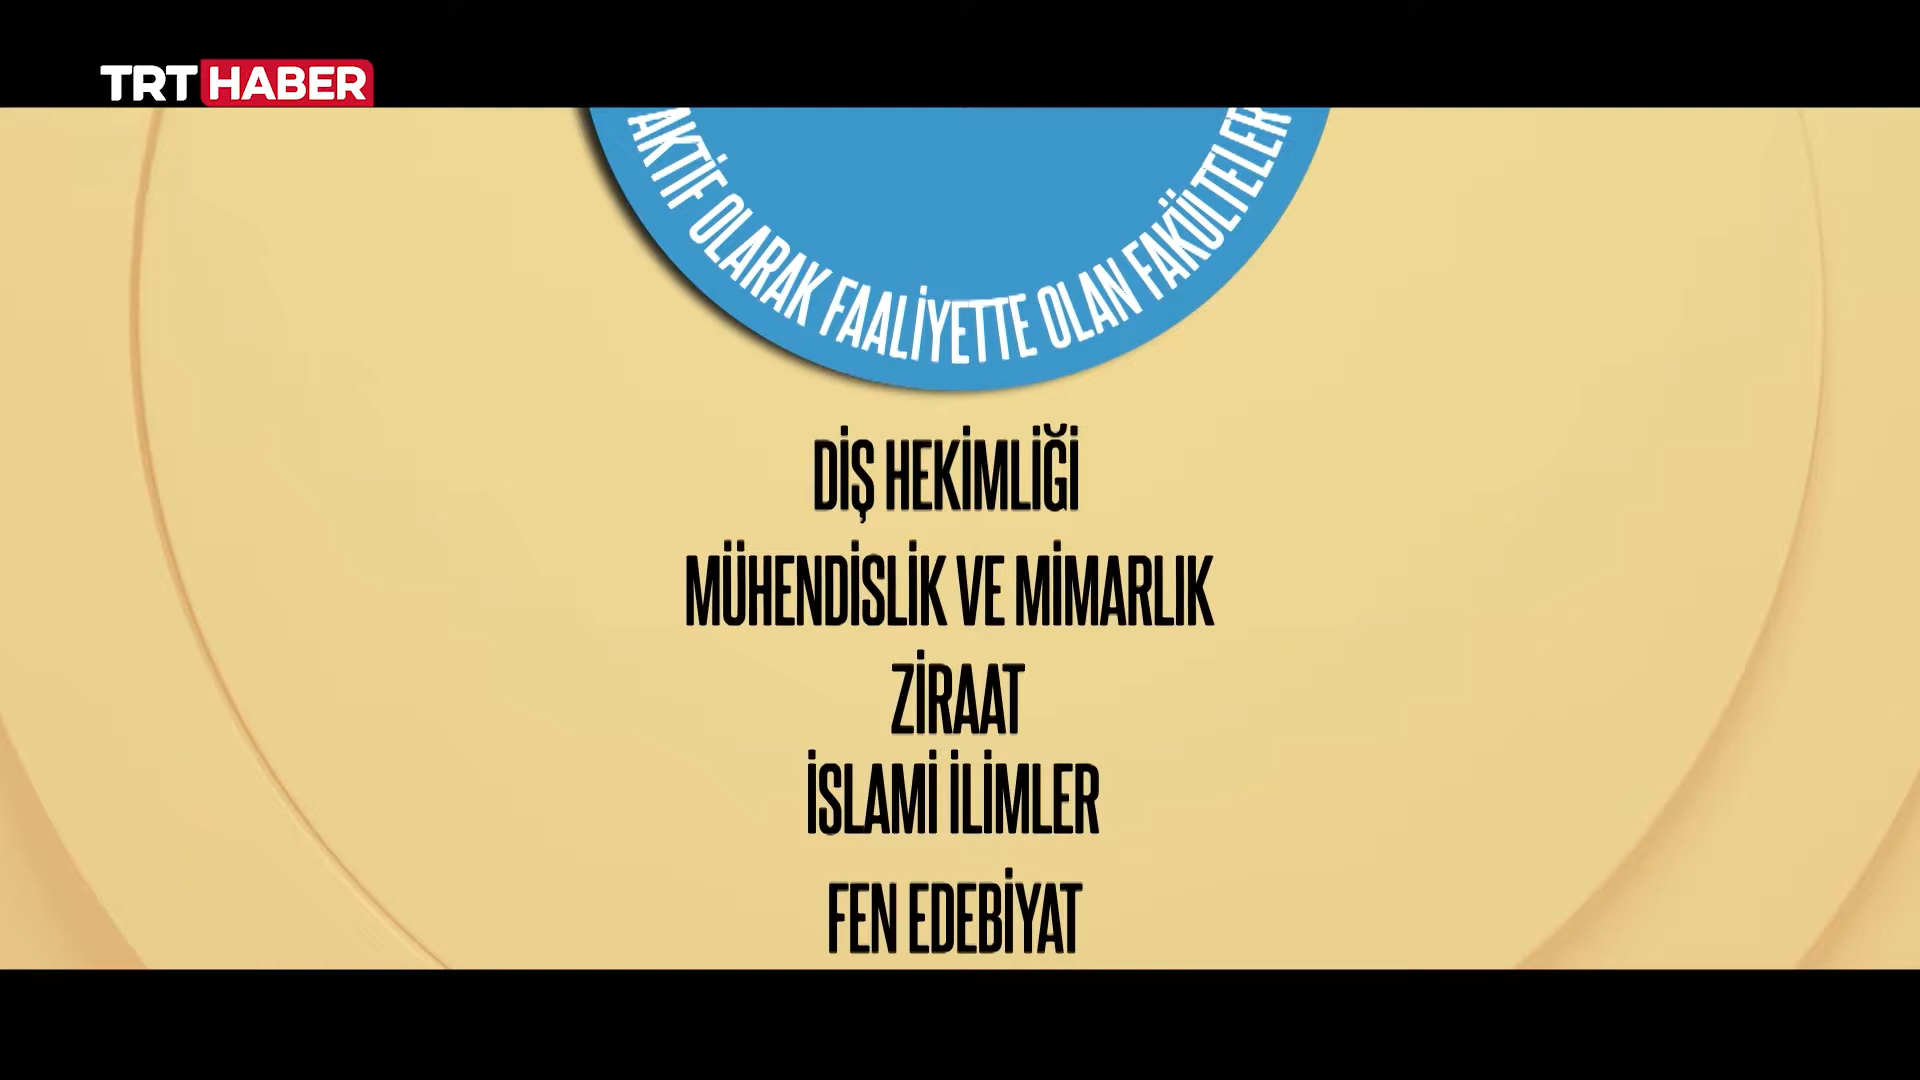 TRT HABER
AKTİF OLARAK FAALİYETTE OLAN FAKÜLTELER
DİŞ HEKİMLİĞİ
MÜHENDİSLİK VE MİMARLIK
ZİRAAT
İSLAMİ İLİMLER
FEN EDEBİYAT